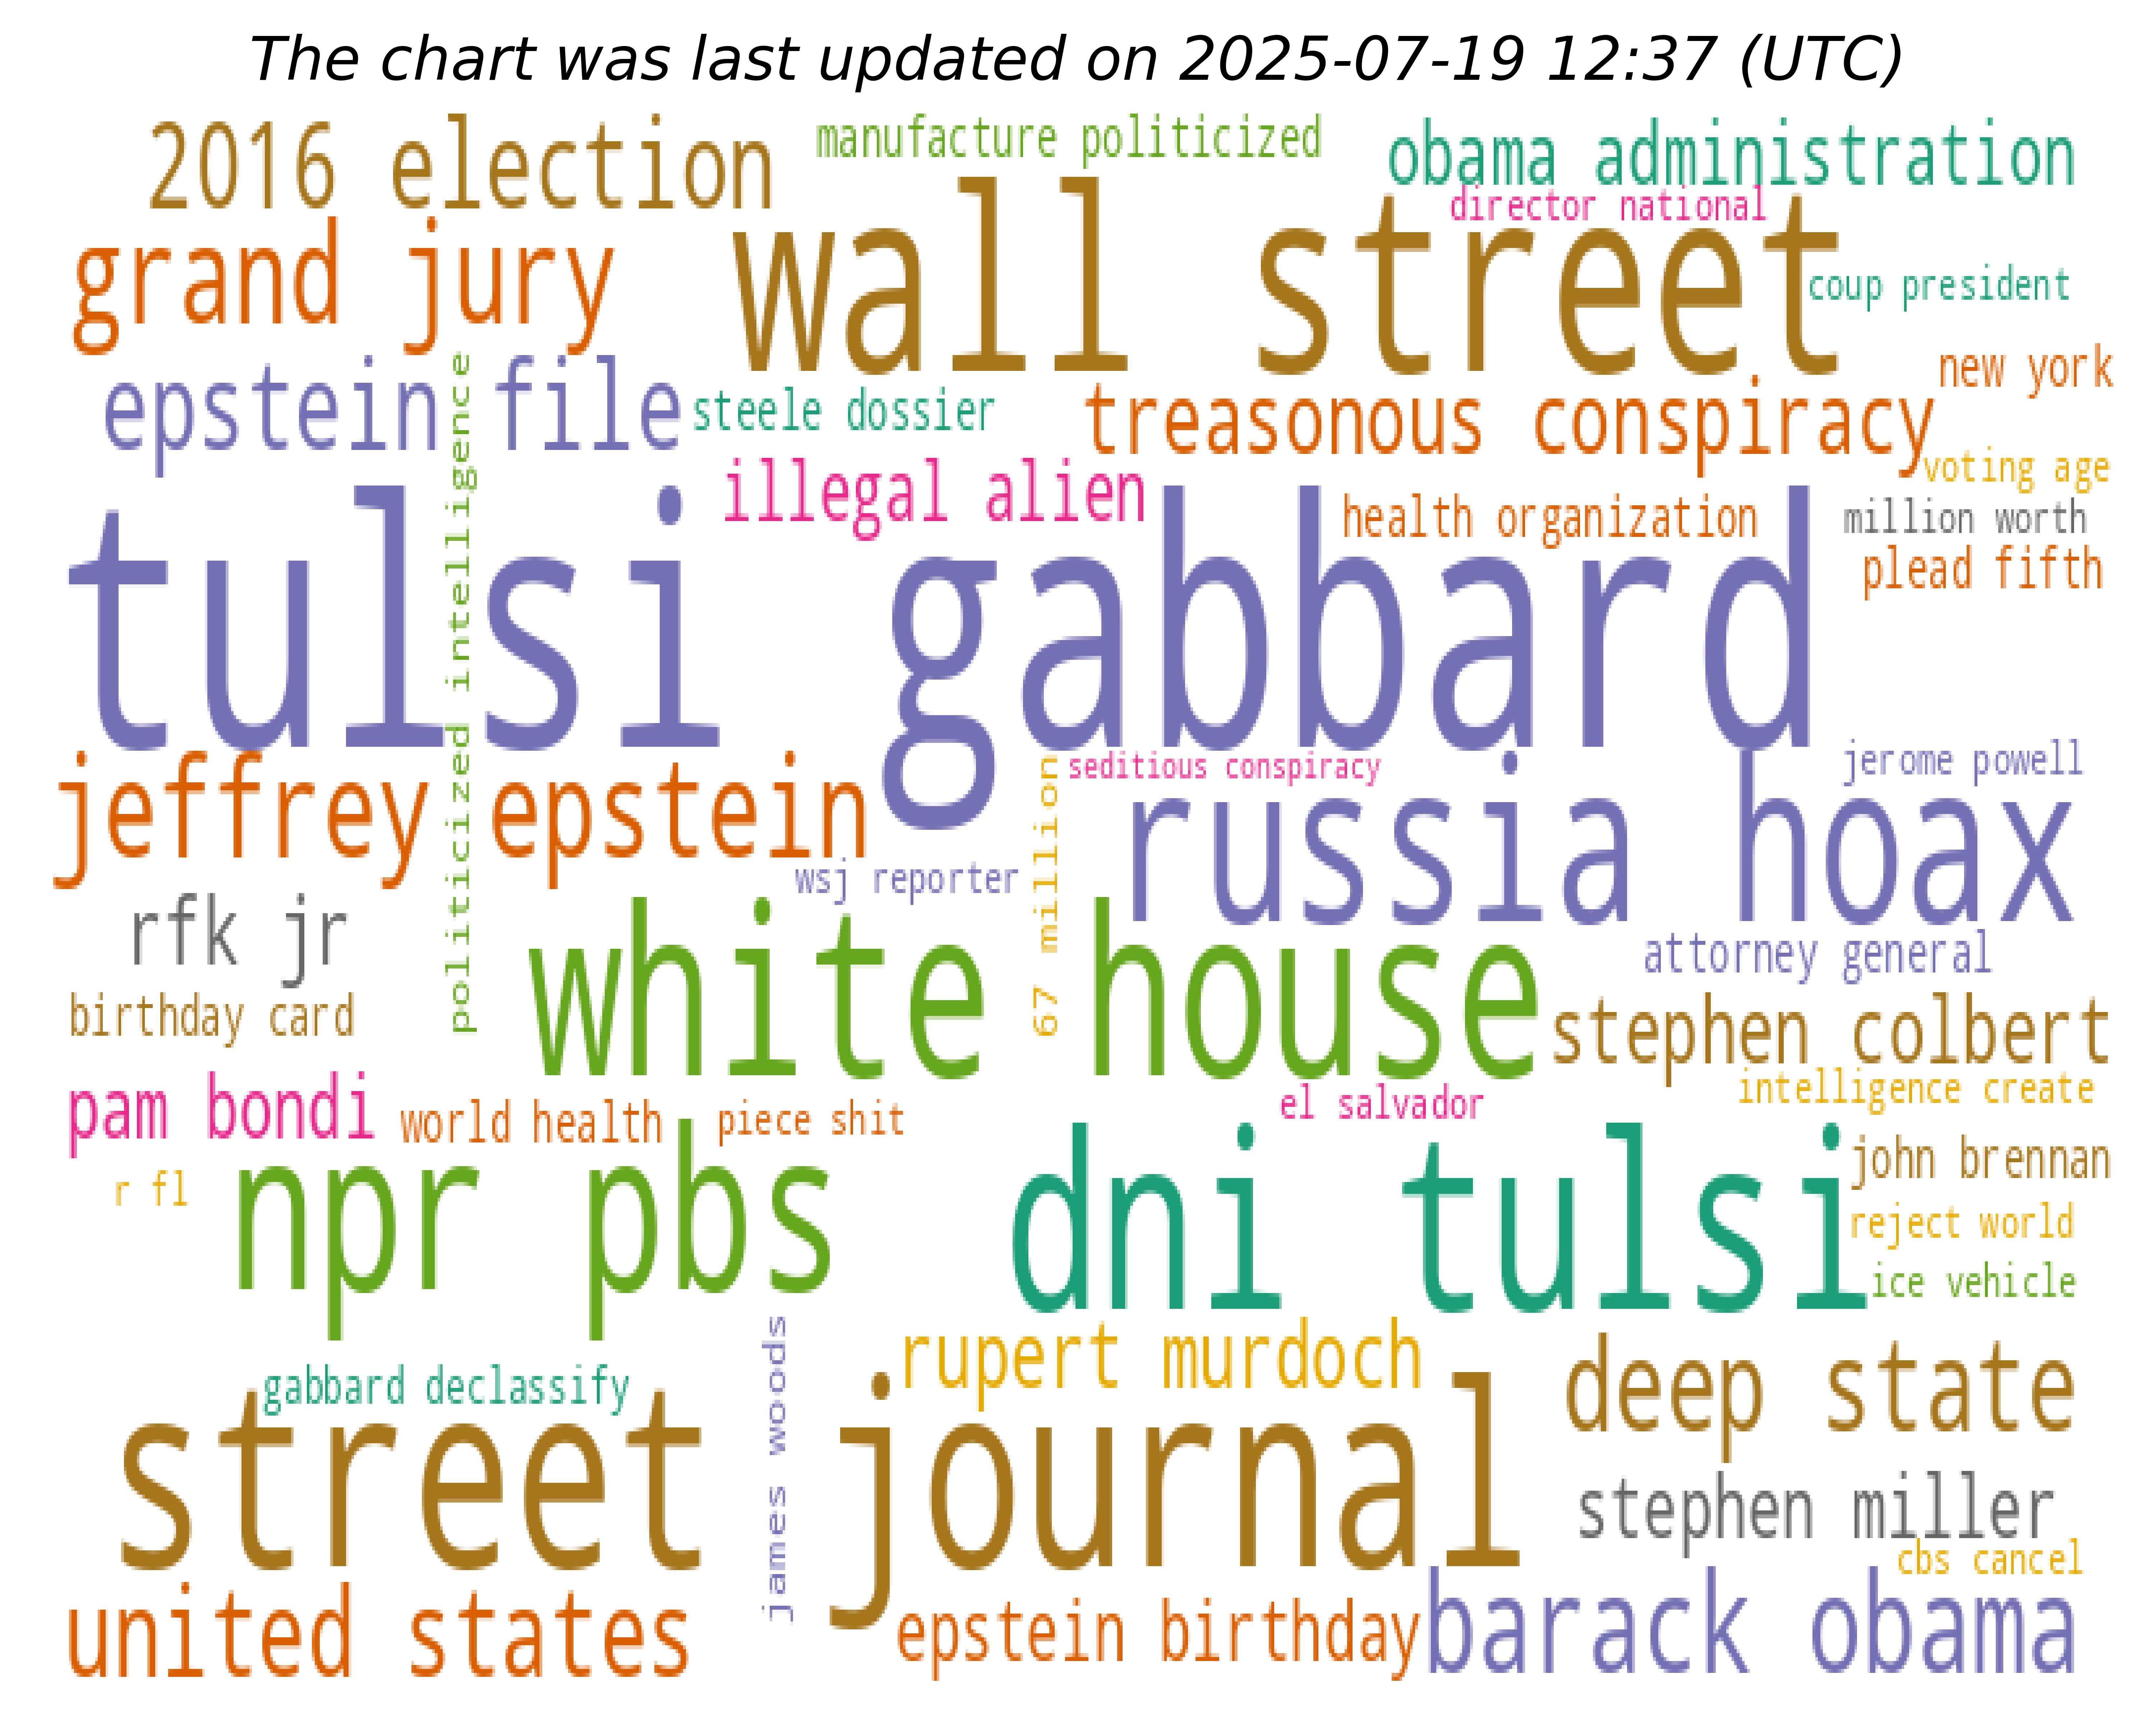 The chart was last updated on 2025-07-19 12:37 (UTC)
2016 election
manufacture politicized
obama administration
director national
grand jury
wall street
coup president
new york
epstein file
steele dossier
treasonous conspiracy
voting age
illegal alien
health organization
million worth
plead fifth
tulsi gabbard
politicized intelligence
jeffrey epstein
seditious conspiracy
jerome powell
russia hoax
67 million
wsj reporter
rfk jr
white house
attorney general
birthday card
stephen colbert
intelligence create
pam bondi
world health
piece shit
el salvador
john brennan
r fl
npr pbs
dni tulsi
reject world
ice vehicle
james woods
rupert murdoch
deep state
gabbard declassify
street journal
stephen miller
cbs cancel
united states
epstein birthday
barack obama